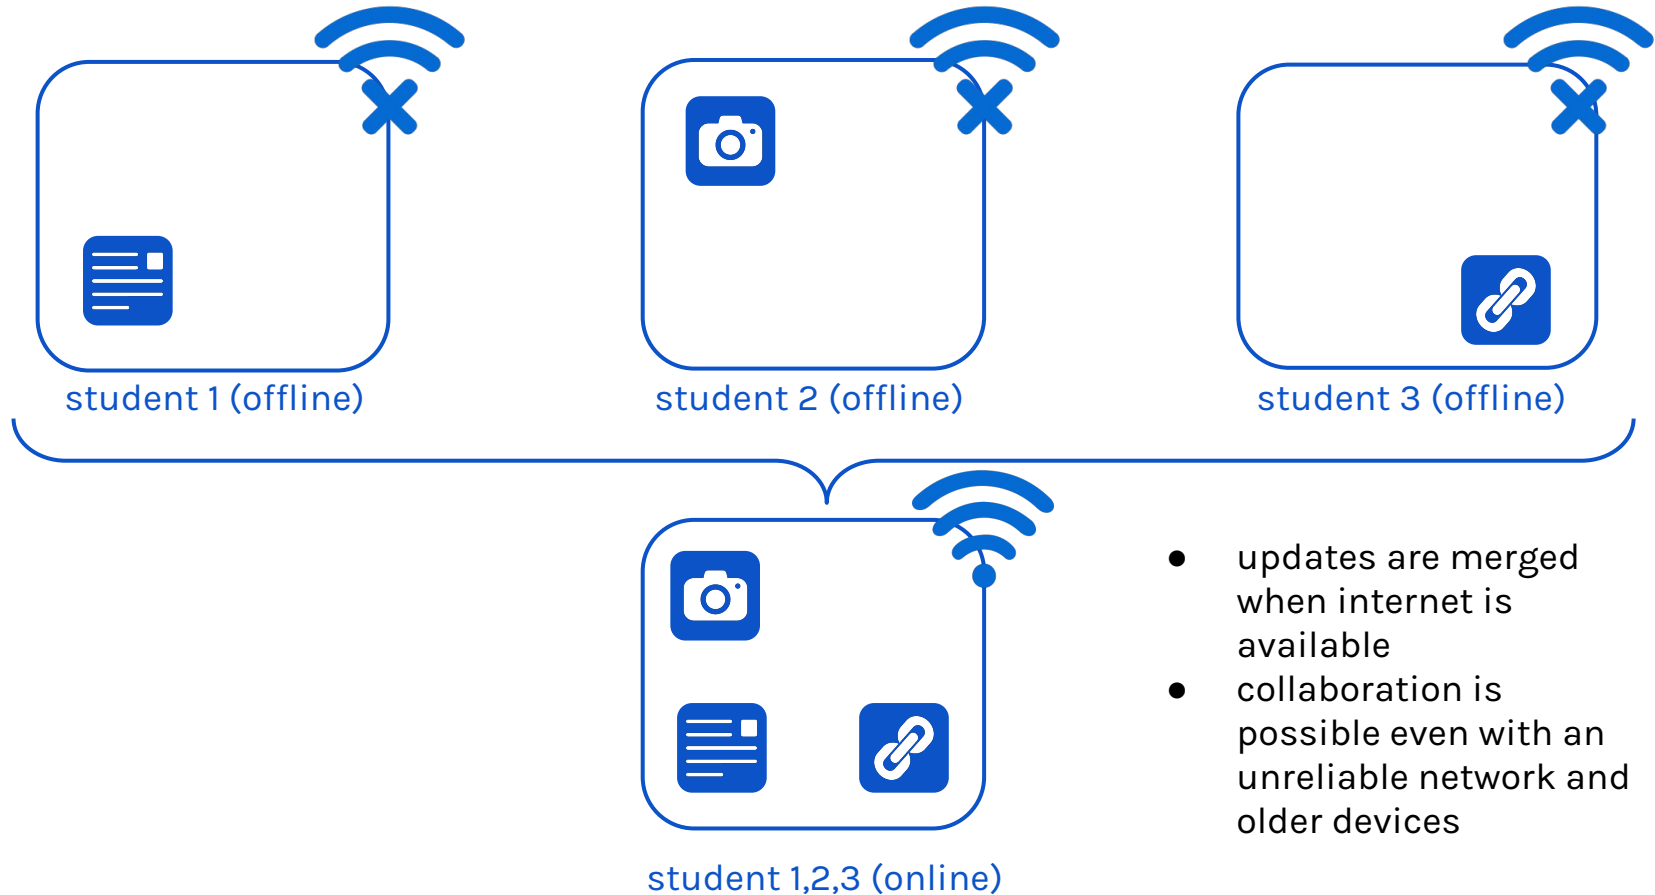 student 1 (offline)
student 2 (offline)
student 3 (offline)
● updates are merged
when internet is
available
● collaboration is
possible even with an
unreliable network and
older devices
student 1,2,3 (online)